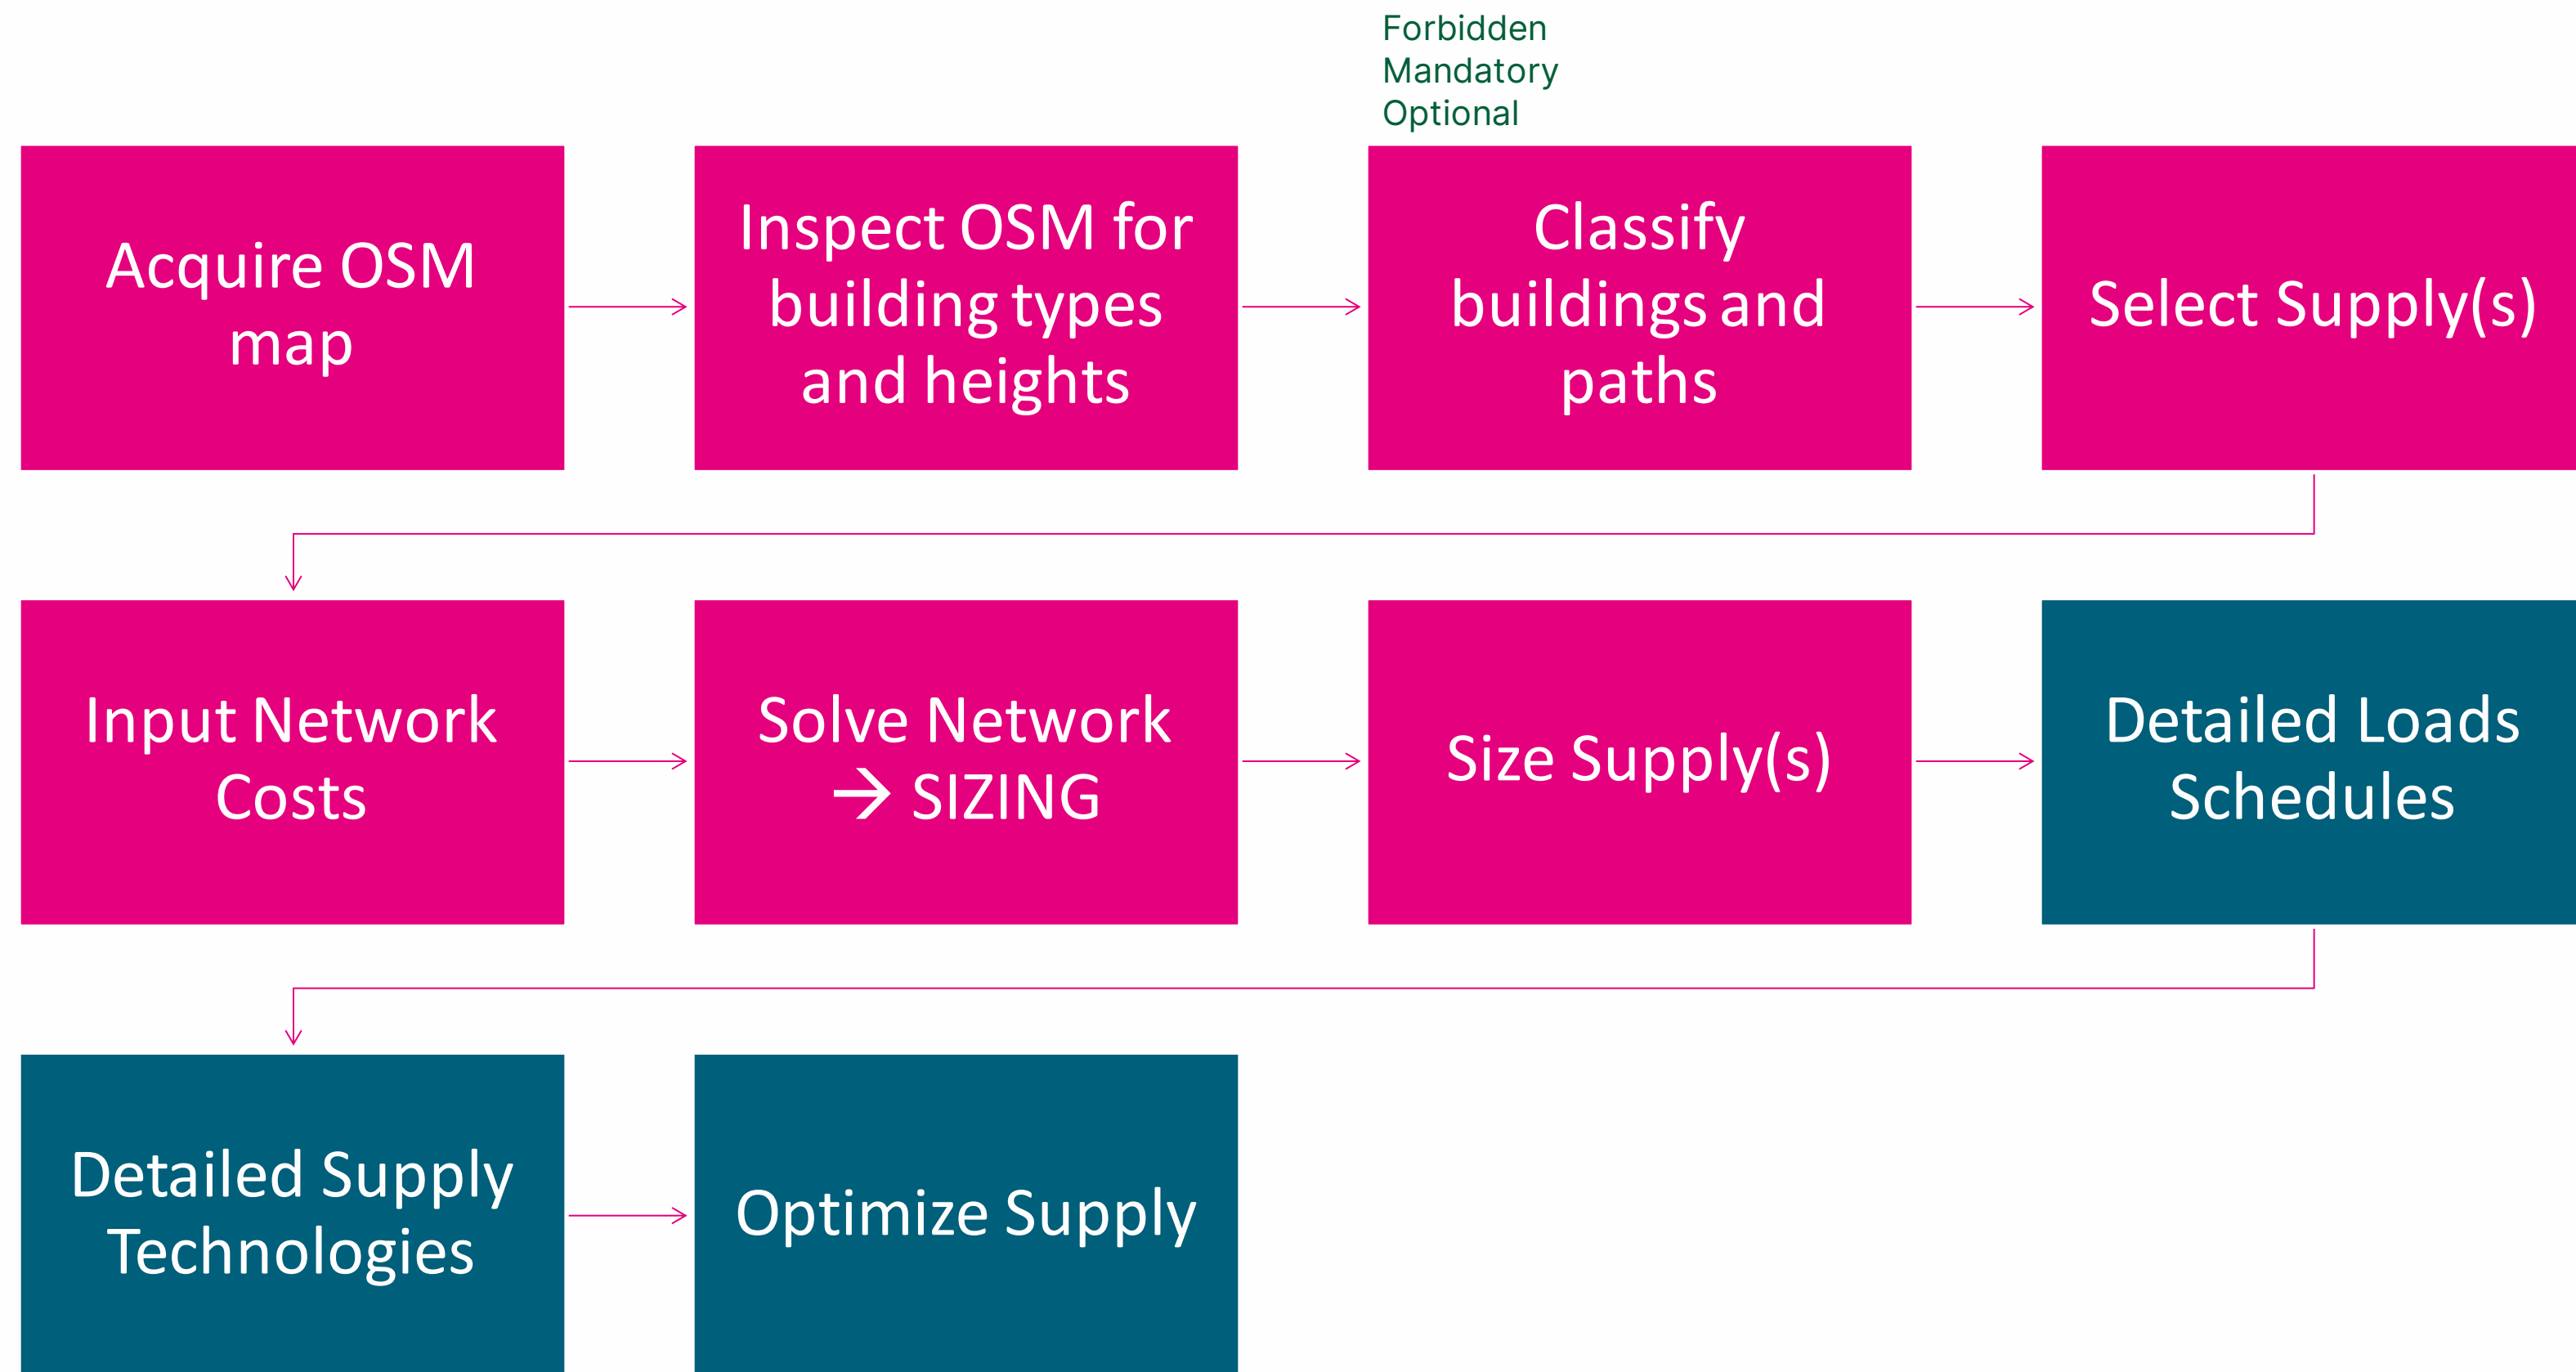 Forbidden
Mandatory
Optional
Acquire OSM
map
Inspect OSM for
building types
and heights
Classify
buildings and
paths
Select Supply(s)
Input Network
Costs
Solve Network
→ SIZING
Size Supply(s)
Detailed Loads
Schedules
Detailed Supply
Technologies
Optimize Supply